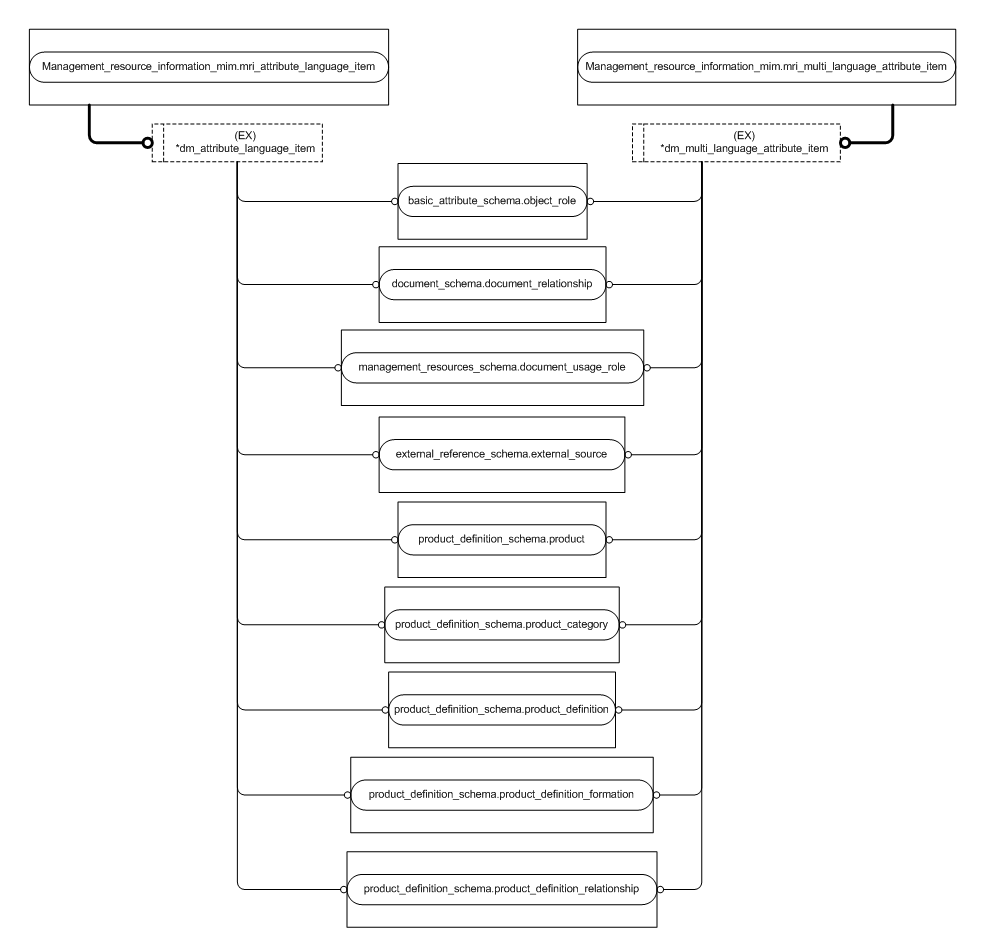 Management_resource_information_mim.mri_attribute_language_item
Management_resource_information_mim.mri_multi_language_attribute_item
(EX)
*dm_attribute_language_item
(EX)
*dm_multi_language_attribute_item
basic_attribute_schema.object_role
document_schema.document_relationship
management_resources_schema.document_usage_role
external_reference_schema.external_source
product_definition_schema.product
product_definition_schema.product_category
product_definition_schema.product_definition
product_definition_schema.product_definition_formation
product_definition_schema.product_definition_relationship